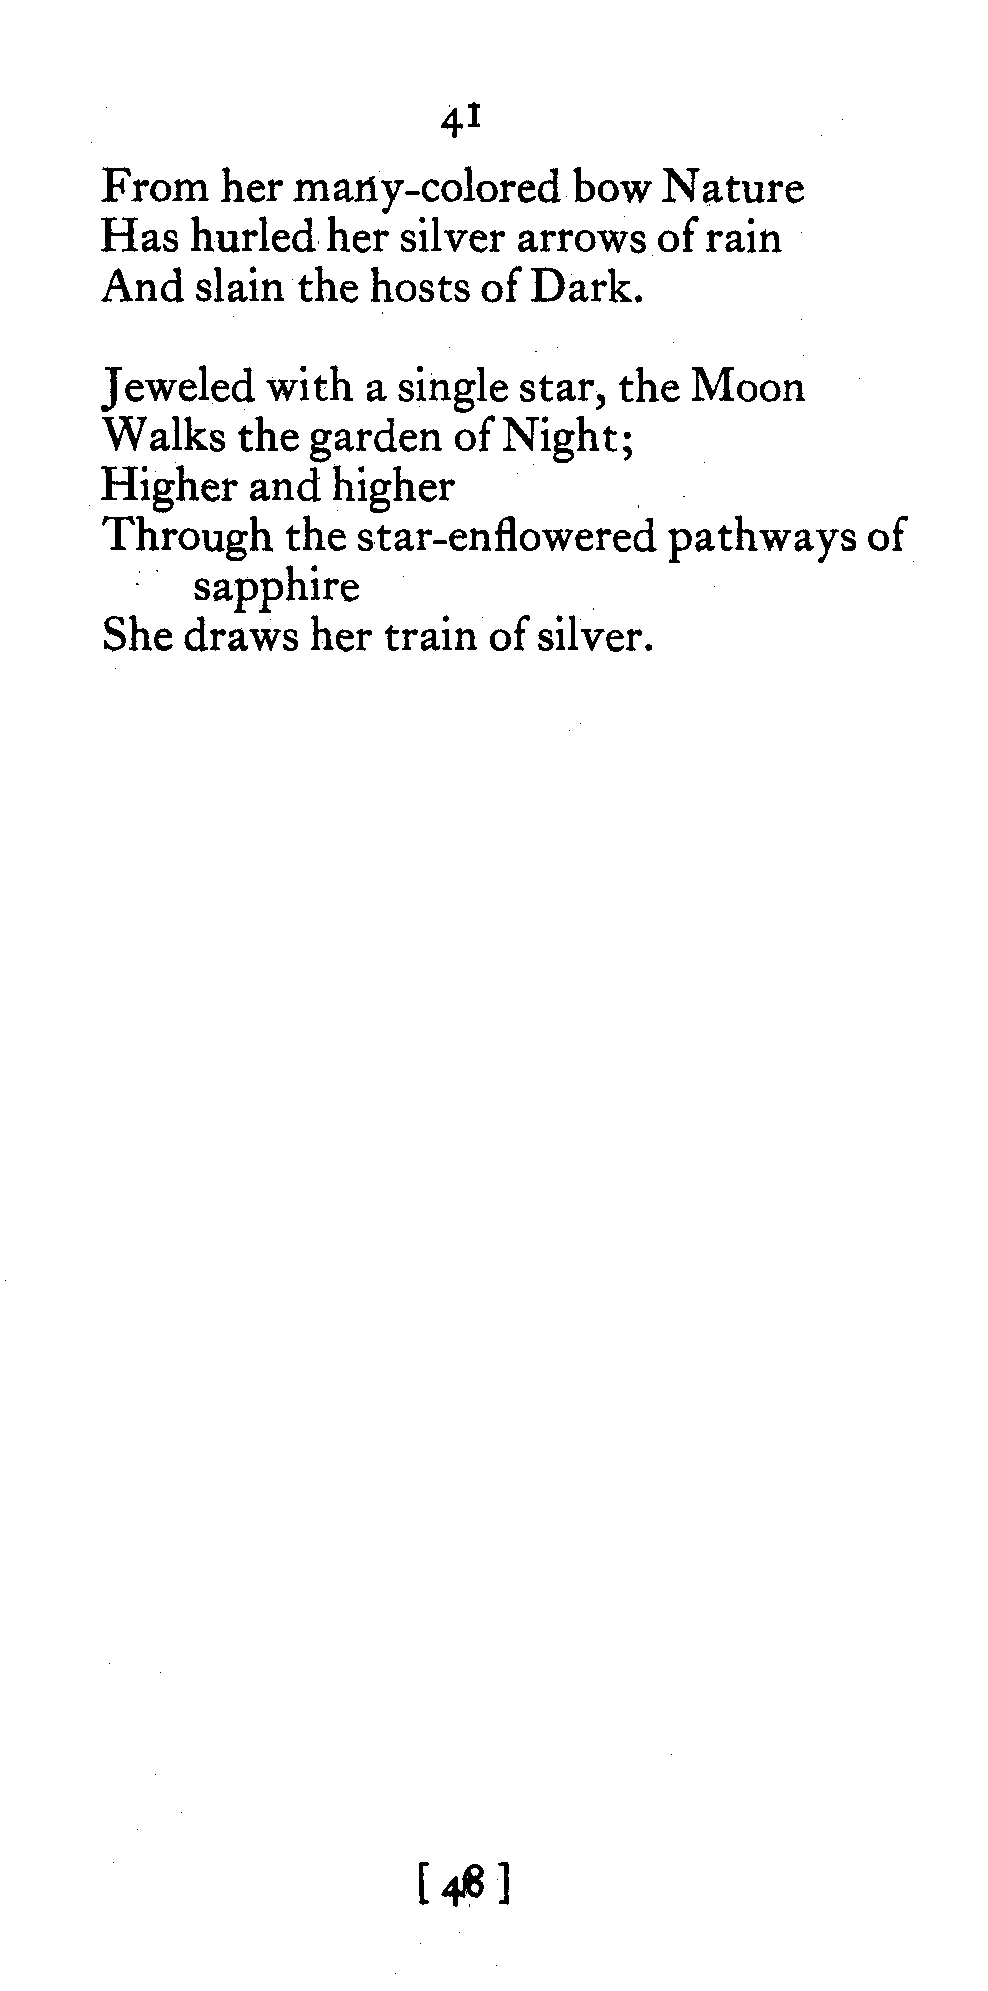 41
From her many-colored bow Nature
Has hurled her silver arrows of rain
And slain the hosts of Dark.

Jeweled with a single star, the Moon
Walks the garden of Night;
Higher and higher
Through the star-enflowered pathways of
sapphire
She draws her train of silver.

[ 48 ]